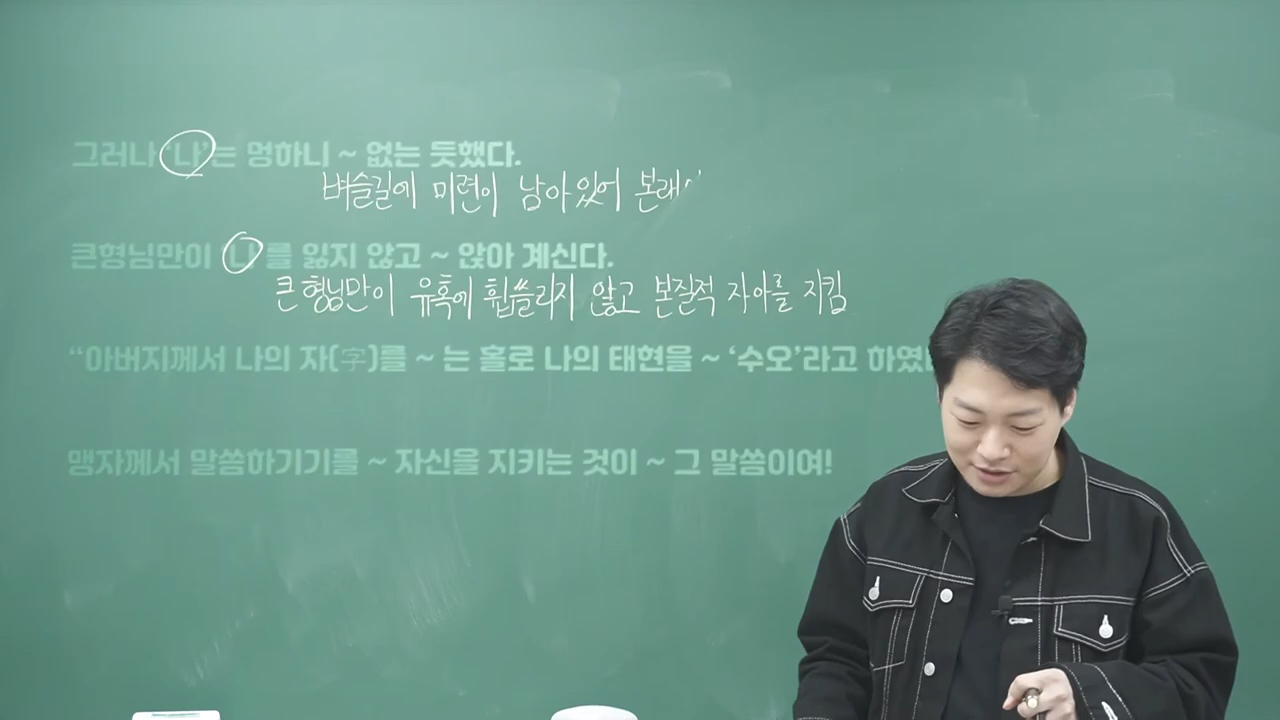 그러나 '나'는 멍하니 ~ 없는 듯했다.
벼슬길에 미련이 남아있어 본래
큰형님만이 '나'를 잃지 않고 ~ 앉아 계신다.
큰형님만이 유혹에 휩쓸리지 않고 본질적 자아를 지킴
“아버지께서 나의 자(字)를 ~ 는 홀로 나의 태현을 ~ ‘수오’라고 하였
맹자께서 말씀하기기를 ~ 자신을 지키는 것이 ~ 그 말씀이여!